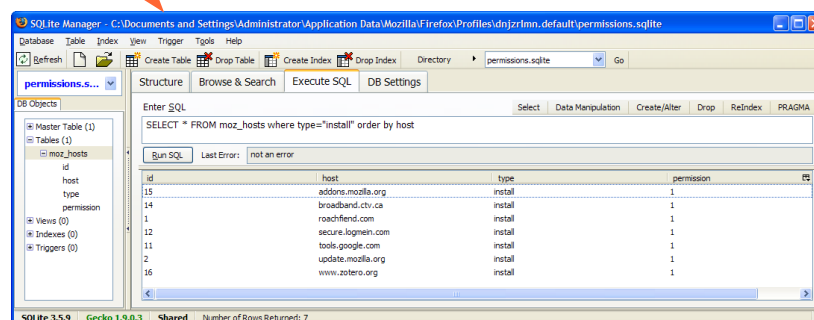 SQLite Manager - C:\Documents and Settings\Administrator\Application Data\Mozilla\Firefox\Profiles\dnjzrlmn.default\permissions.sqlite
Database Table Index View Trigger Tools Help
Refresh Create Table Drop Table Create Index Drop Index Directory permissions.sqlite Go
permissions.s... Structure Browse & Search Execute SQL DB Settings
DB Objects Enter SQL Select Data Manipulation Create/Alter Drop ReIndex PRAGMA
Master Table (1)
Tables (1)
moz_hosts
id
host
type
permission
Views (0)
Indexes (0)
Triggers (0)
SELECT * FROM moz_hosts where type="install" order by host
Run SQL Last Error: not an error
id host type permission
15 addons.mozilla.org install 1
14 broadband.ctv.ca install 1
1 roachfiend.com install 1
12 secure.logmein.com install 1
11 tools.google.com install 1
2 update.mozilla.org install 1
16 www.zotero.org install 1
SQLite 3.5.9 Gecko 1.9.0.3 Shared Number of Rows Returned: 7